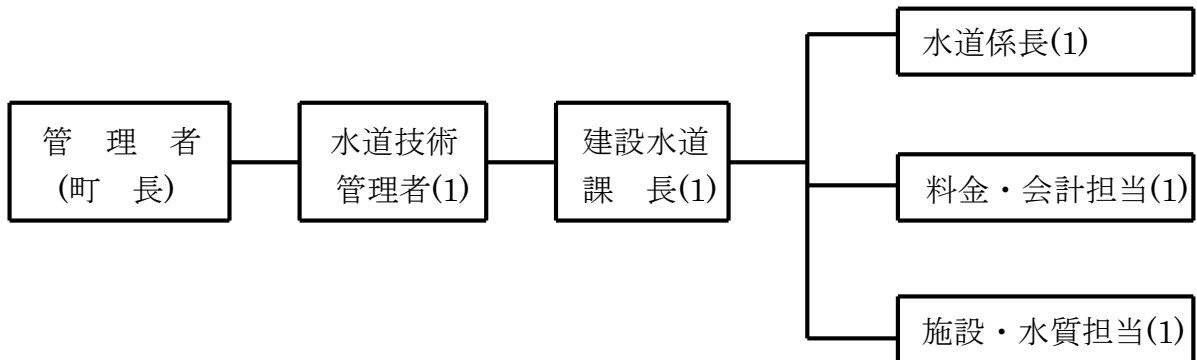 管　理　者
(町　長)
水道技術
管理者(1)
建設水道
課　長(1)
水道係長(1)
料金・会計担当(1)
施設・水質担当(1)